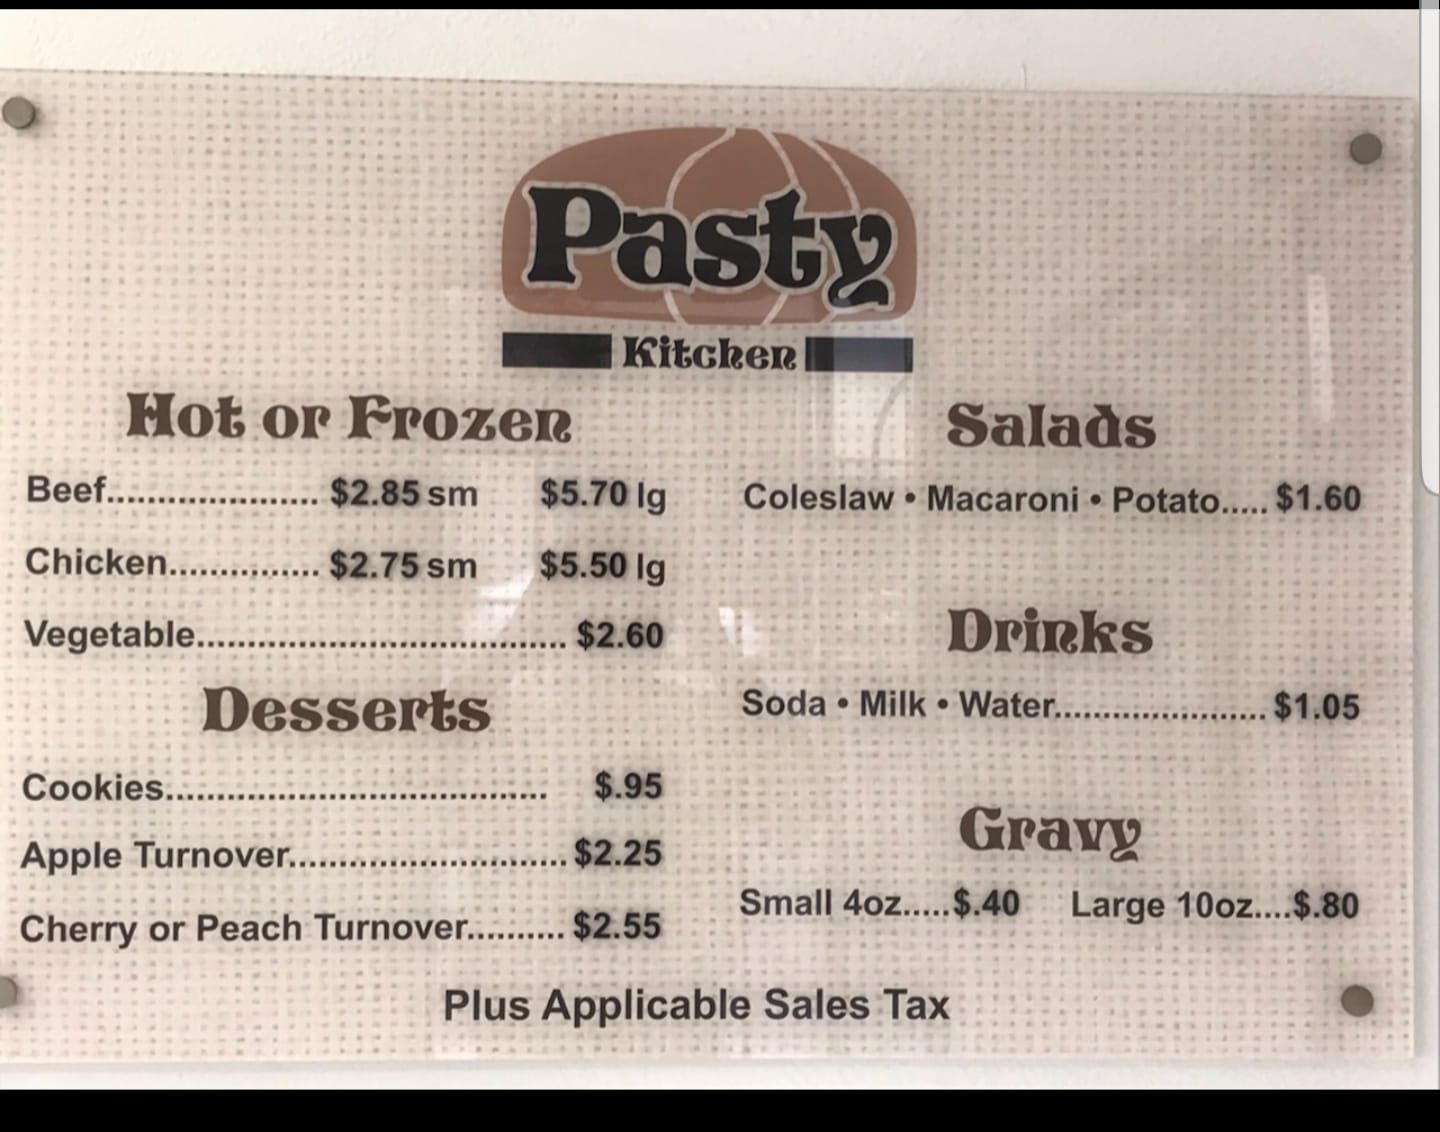 Pasty
Kitchen
Hot or Frozen
Beef..................... $2.85 sm $5.70 lg
Chicken............... $2.75 sm $5.50 lg
Vegetable..................................... $2.60
Desserts
Cookies...................................... $.95
Apple Turnover............................ $2.25
Cherry or Peach Turnover.......... $2.55
Salads
Coleslaw • Macaroni • Potato..... $1.60
Drinks
Soda • Milk • Water..................... $1.05
Gravy
Small 4oz.....$.40 Large 10oz....$.80
Plus Applicable Sales Tax